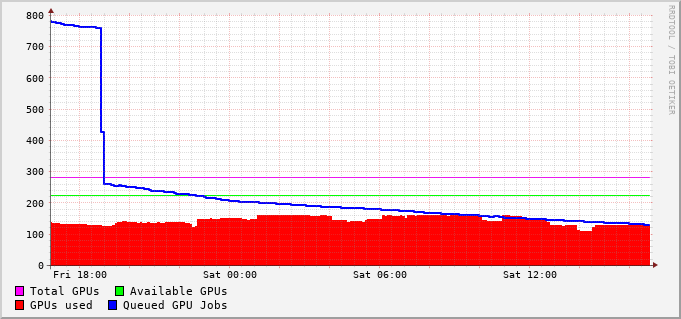 800
700
600
500
400
300
200
100
0
Fri 18:00 Sat 00:00 Sat 06:00 Sat 12:00
Total GPUs Available GPUs
GPUs used Queued GPU Jobs
RRDTOOL / TOBI OETIKER